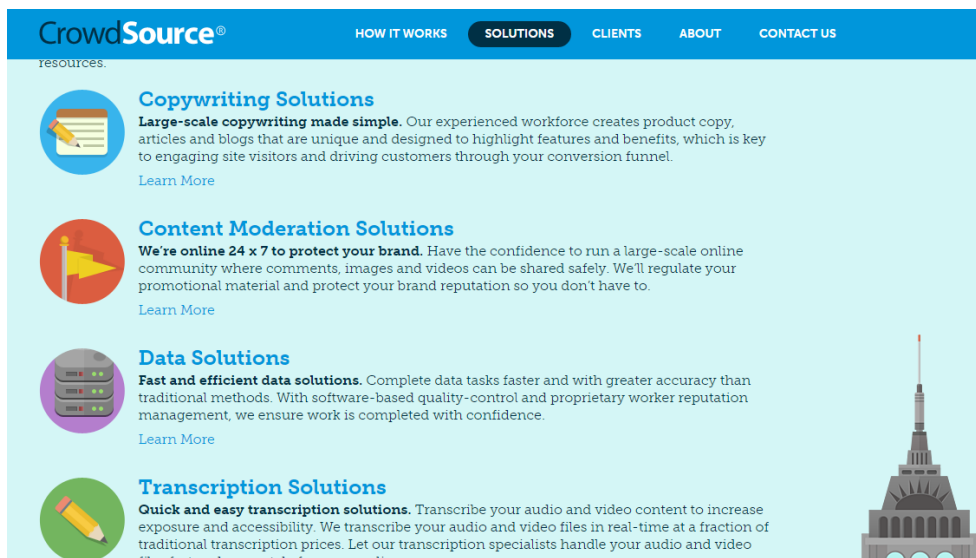 CrowdSource®
HOW IT WORKS
SOLUTIONS
CLIENTS
ABOUT
CONTACT US
resources.
Copywriting Solutions
Large-scale copywriting made simple. Our experienced workforce creates product copy,
articles and blogs that are unique and designed to highlight features and benefits, which is key
to engaging site visitors and driving customers through your conversion funnel.
Learn More
Content Moderation Solutions
We're online 24 x 7 to protect your brand. Have the confidence to run a large-scale online
community where comments, images and videos can be shared safely. We'll regulate your
promotional material and protect your brand reputation so you don't have to.
Learn More
Data Solutions
Fast and efficient data solutions. Complete data tasks faster and with greater accuracy than
traditional methods. With software-based quality-control and proprietary worker reputation
management, we ensure work is completed with confidence.
Learn More
Transcription Solutions
Quick and easy transcription solutions. Transcribe your audio and video content to increase
exposure and accessibility. We transcribe your audio and video files in real-time at a fraction of
traditional transcription prices. Let our transcription specialists handle your audio and video